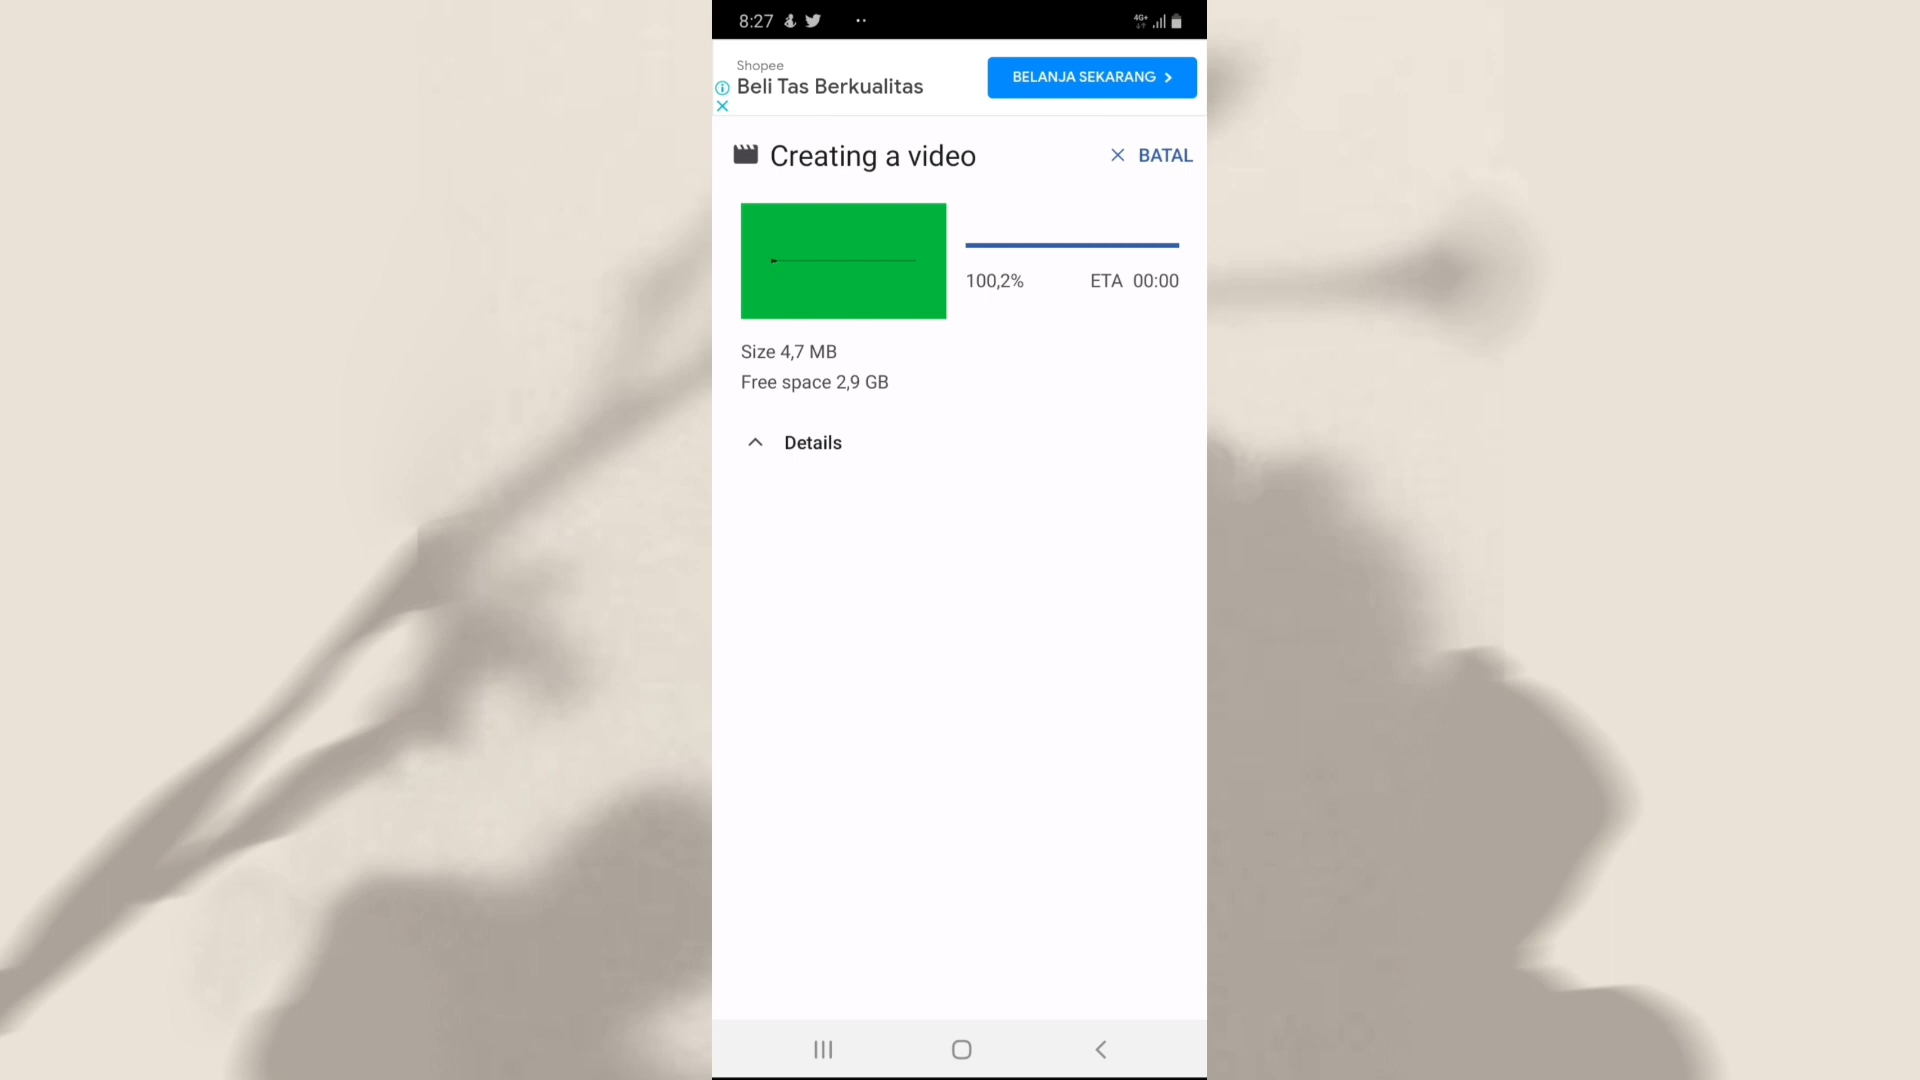 8:27
4G+
Shopee
Beli Tas Berkualitas
BELANJA SEKARANG
Creating a video
BATAL
100,2% ETA 00:00
Size 4,7 MB
Free space 2,9 GB
Details